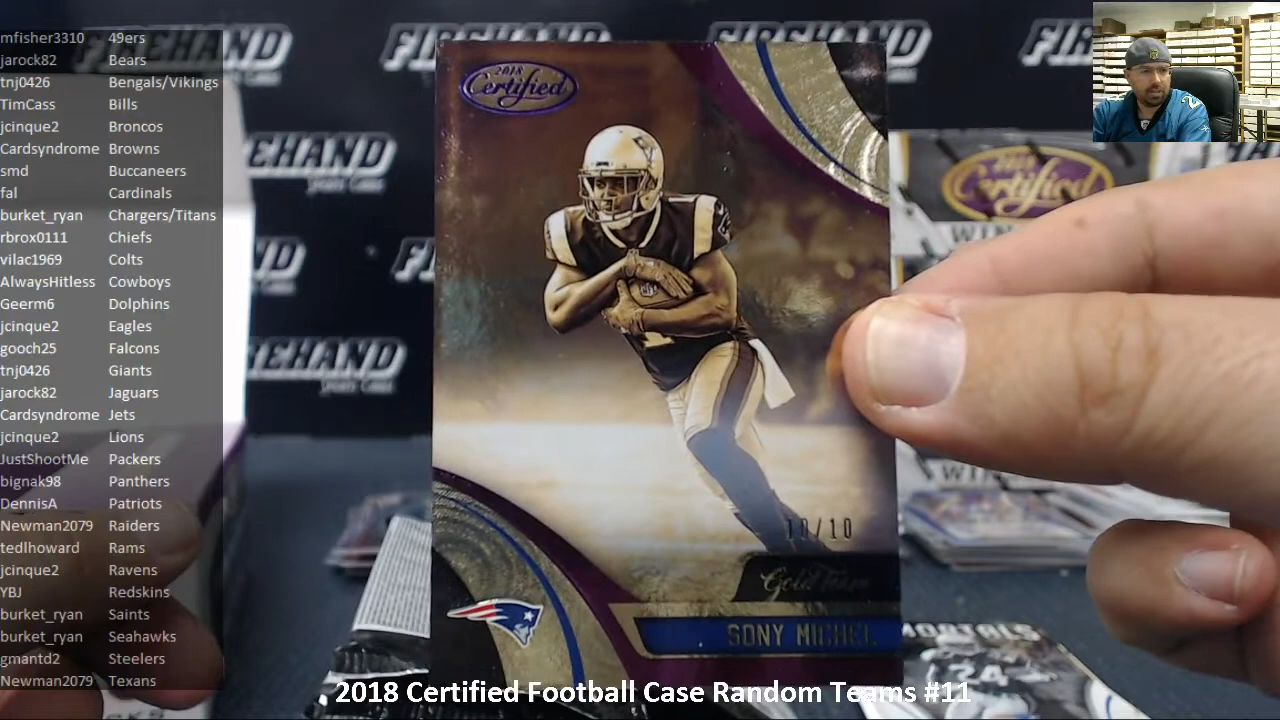 mfisher3310 49ers
jarock82 Bears
tnj0426 Bengals/Vikings
TimCass Bills
jcinque2 Broncos
Cardsyndrome Browns
smd Buccaneers
fal Cardinals
burket_ryan Chargers/Titans
rbrox0111 Chiefs
vilac1969 Colts
AlwaysHitless Cowboys
Geerm6 Dolphins
jcinque2 Eagles
gooch25 Falcons
tnj0426 Giants
jarock82 Jaguars
Cardsyndrome Jets
jcinque2 Lions
JustShootMe Packers
bignak98 Panthers
DennisA Patriots
Newman2079 Raiders
tedlhoward Rams
jcinque2 Ravens
YBJ Redskins
burket_ryan Saints
burket_ryan Seahawks
gmantd2 Steelers
Newman2079 Texans
FIREHAND
2018
Certified
10/10
Gold Team
SONY MICHEL
2018
Certified
2018 Certified Football Case Random Teams #11